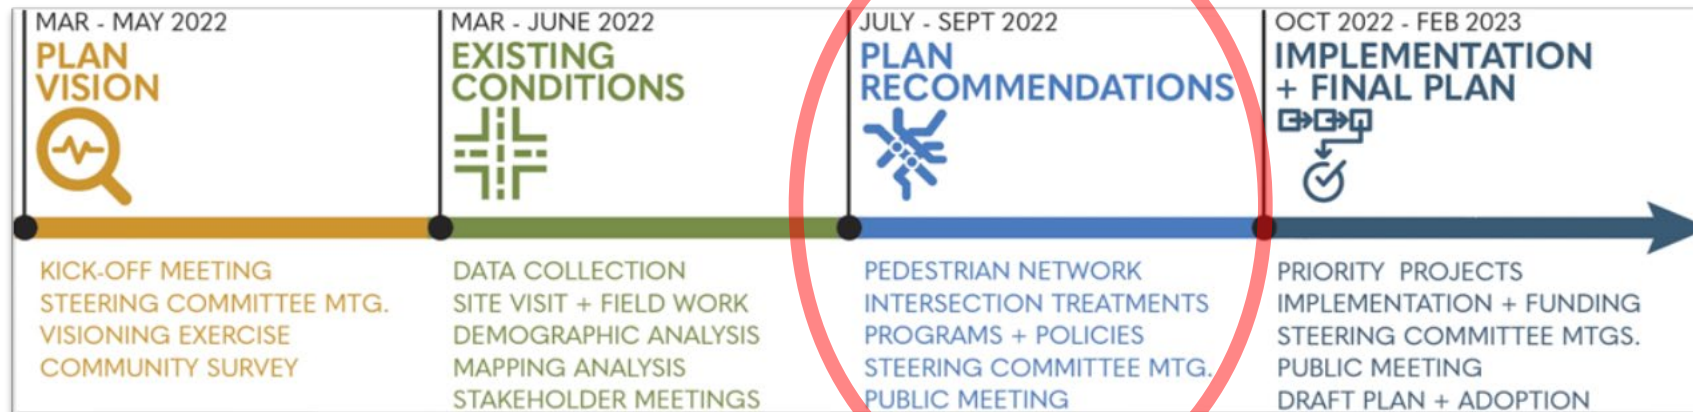 MAR - MAY 2022
PLAN
VISION
KICK-OFF MEETING
STEERING COMMITTEE MTG.
VISIONING EXERCISE
COMMUNITY SURVEY
MAR - JUNE 2022
EXISTING
CONDITIONS
DATA COLLECTION
SITE VISIT + FIELD WORK
DEMOGRAPHIC ANALYSIS
MAPPING ANALYSIS
STAKEHOLDER MEETINGS
JULY - SEPT 2022
PLAN
RECOMMENDATIONS
PEDESTRIAN NETWORK
INTERSECTION TREATMENTS
PROGRAMS + POLICIES
STEERING COMMITTEE MTG.
PUBLIC MEETING
OCT 2022 - FEB 2023
IMPLEMENTATION
+ FINAL PLAN
PRIORITY PROJECTS
IMPLEMENTATION + FUNDING
STEERING COMMITTEE MTGS.
PUBLIC MEETING
DRAFT PLAN + ADOPTION